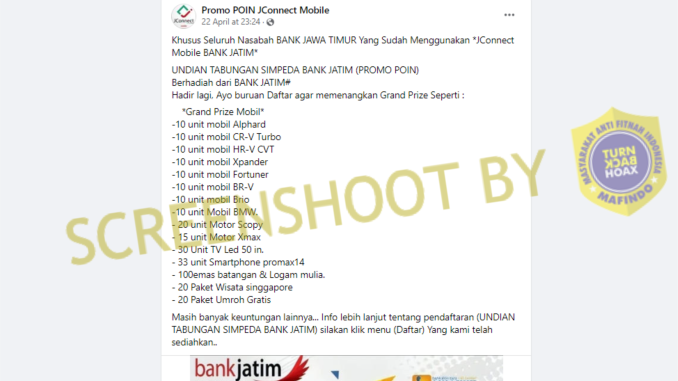 Promo POIN JConnect Mobile
22 April at 23:24 ·
Khusus Seluruh Nasabah BANK JAWA TIMUR Yang Sudah Menggunakan *JConnect
Mobile BANK JATIM*
UNDIAN TABUNGAN SIMPEDA BANK JATIM (PROMO POIN)
Berhadiah dari BANK JATIM#
Hadir lagi. Ayo buruan Daftar agar memenangkan Grand Prize Seperti :
*Grand Prize Mobil*
-10 unit mobil Alphard
-10 unit mobil CR-V Turbo
-10 unit mobil HR-V CVT
-10 unit mobil Xpander
-10 unit mobil Fortuner
-10 unit mobil BR-V
-10 unit mobil Brio
-10 unit Mobil BMW.
- 20 unit Motor Scopy
- 15 unit Motor Xmax
- 30 Unit TV Led 50 in.
- 33 unit Smartphone promax14
- 100emas batangan & Logam mulia.
- 20 Paket Wisata singgapore
- 20 Paket Umroh Gratis
Masih banyak keuntungan lainnya... Info lebih lanjut tentang pendaftaran (UNDIAN
TABUNGAN SIMPEDA BANK JATIM) silakan klik menu (Daftar) Yang kami telah
sediahkan..
bankjatim
SCREENSHOOT BY
MASYARAKAT ANTI FITNAH INDONESIA
TURN
BACK
HOAX
MAFINDO